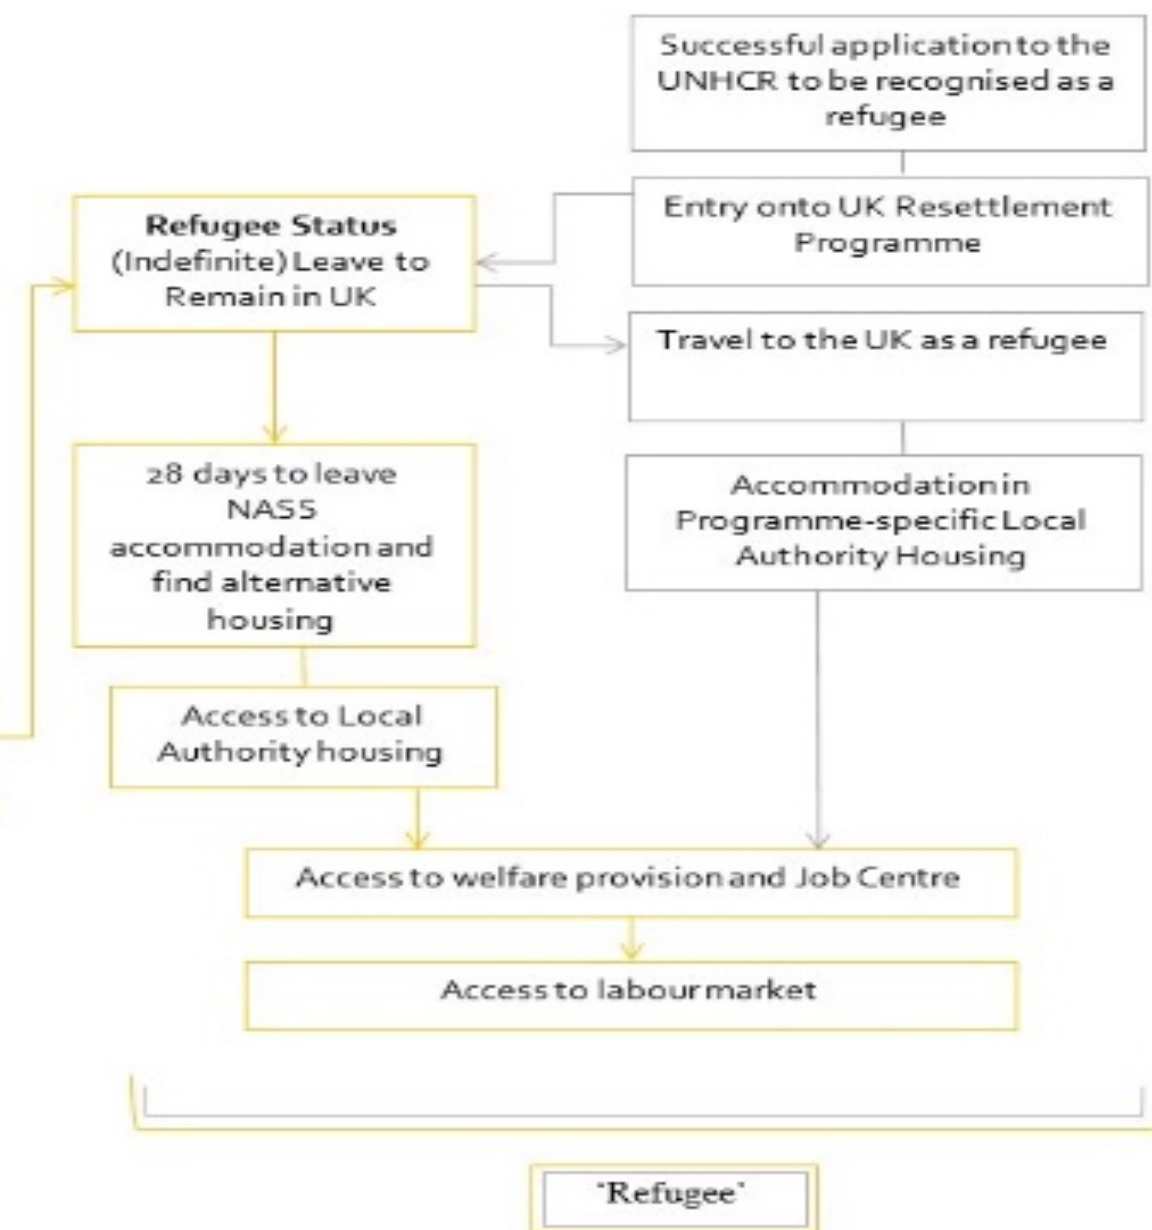 Successful application to the
UNHCR to be recognised as a
refugee
Entry onto UK Resettlement
Programme
Refugee Status
(Indefinite) Leave to
Remain in UK
Travel to the UK as a refugee
28 days to leave
NASS
accommodation and
find alternative
housing
Accommodation in
Programme-specific Local
Authority Housing
Access to Local
Authority housing
Access to welfare provision and Job Centre
Access to labour market
'Refugee'